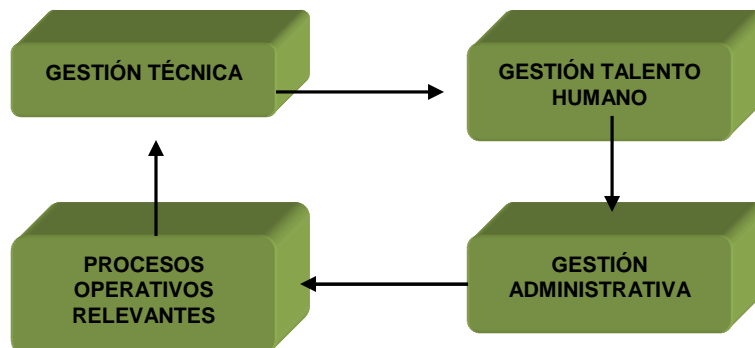 GESTIÓN TÉCNICA
GESTIÓN TALENTO
HUMANO
PROCESOS
OPERATIVOS
RELEVANTES
GESTIÓN
ADMINISTRATIVA